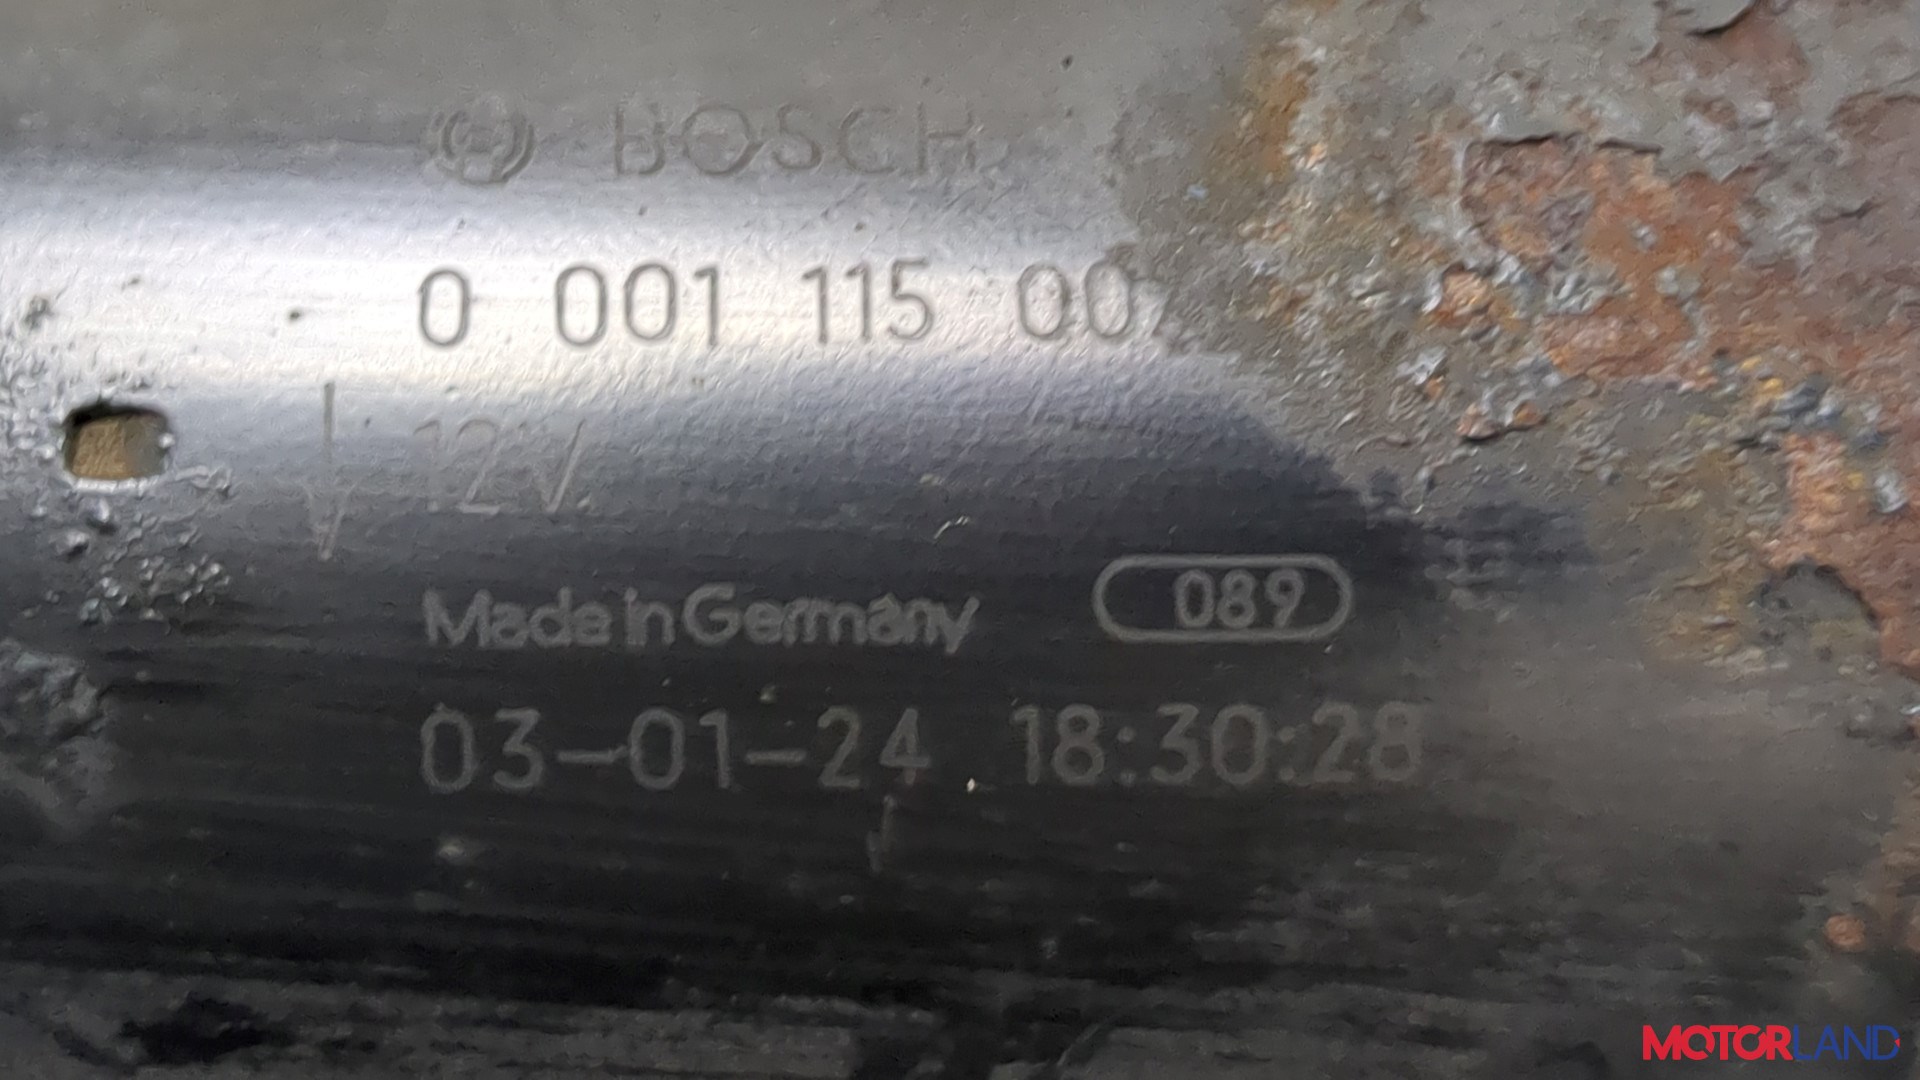 BOSCH
0 001 115 00
12V
Made in Germany 089
03-01-24 18:30:28
MOTORLAND